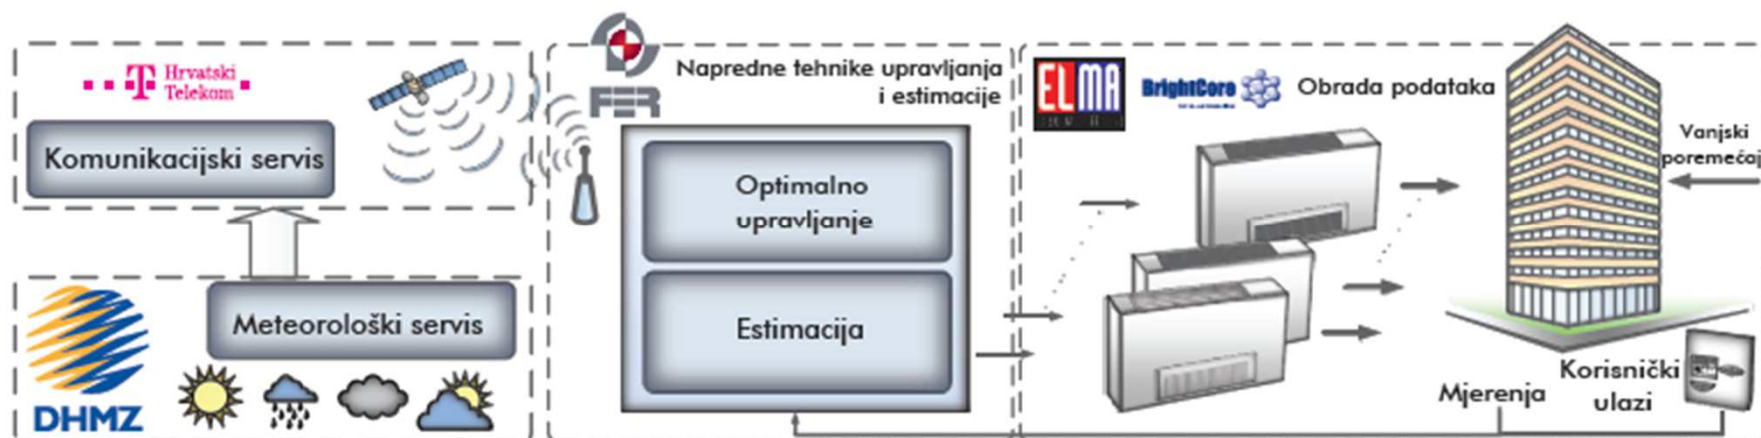 T Hrvatski
Telekom
Komunikacijski servis
Meteorološki servis
DHMZ
FER
Napredne tehnike upravljanja
i estimacije
Optimalno
upravljanje
Estimacija
ELMA
BrightCore
Obrada podataka
Vanjski
poremećaj
Mjerenja
Korisnički
ulazi